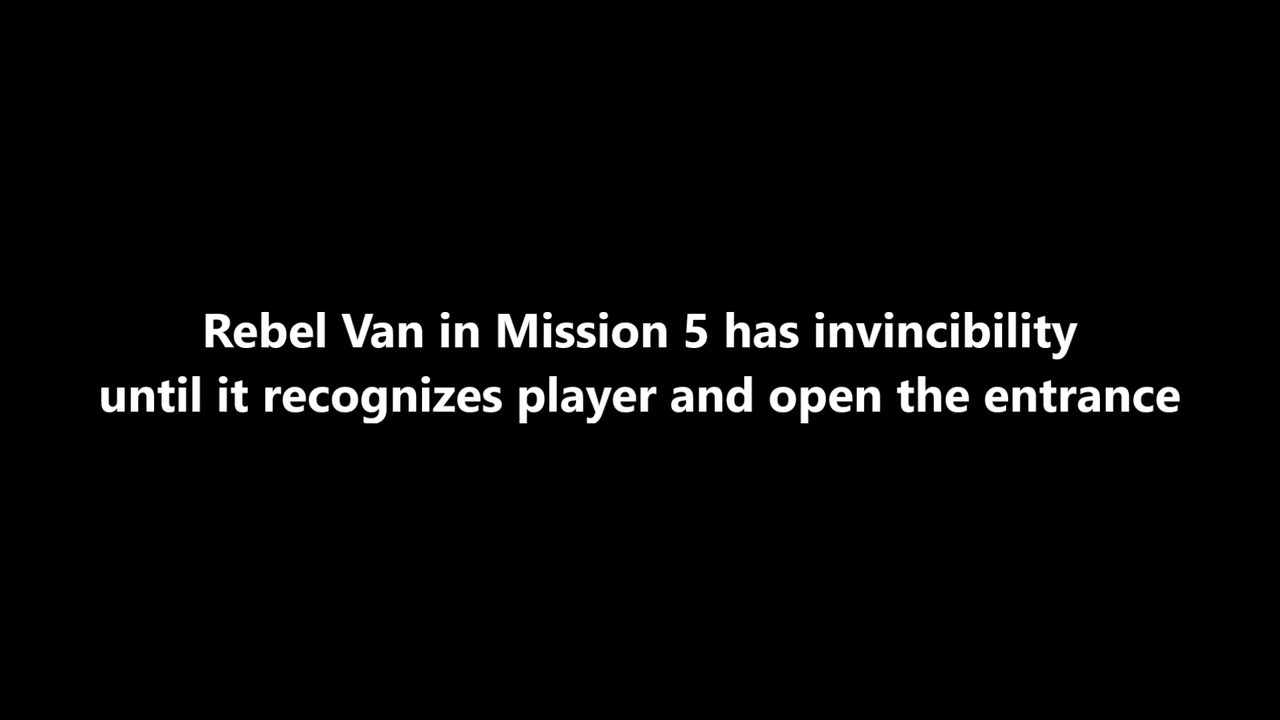 Rebel Van in Mission 5 has invincibility
until it recognizes player and open the entrance